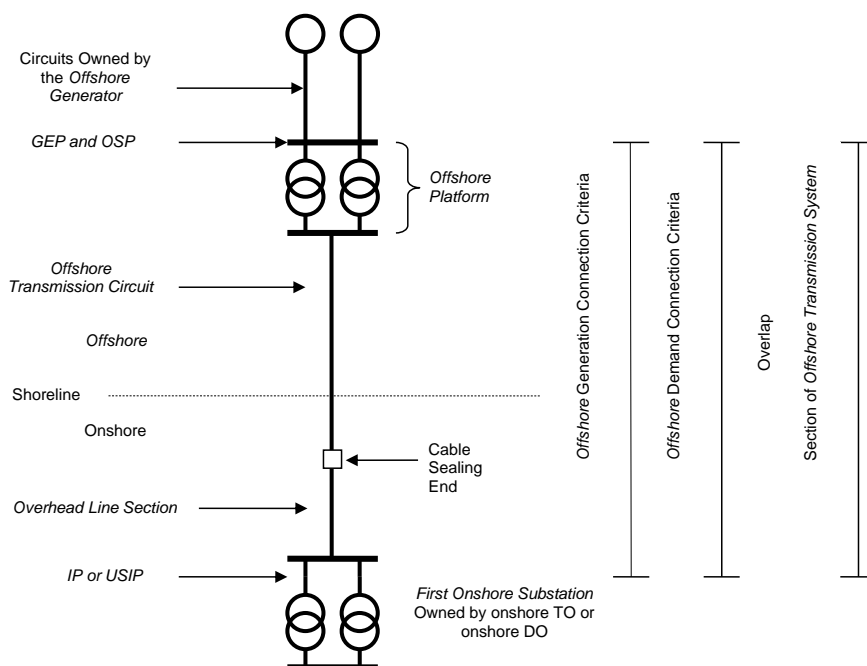 Circuits Owned by
the Offshore
Generator
GEP and OSP
Offshore
Platform
Offshore
Transmission Circuit
Offshore
Shoreline
Onshore
Cable
Sealing
End
Overhead Line Section
IP or USIP
First Onshore Substation
Owned by onshore TO or
onshore DO
Offshore Generation Connection Criteria
Offshore Demand Connection Criteria
Overlap
Section of Offshore Transmission System